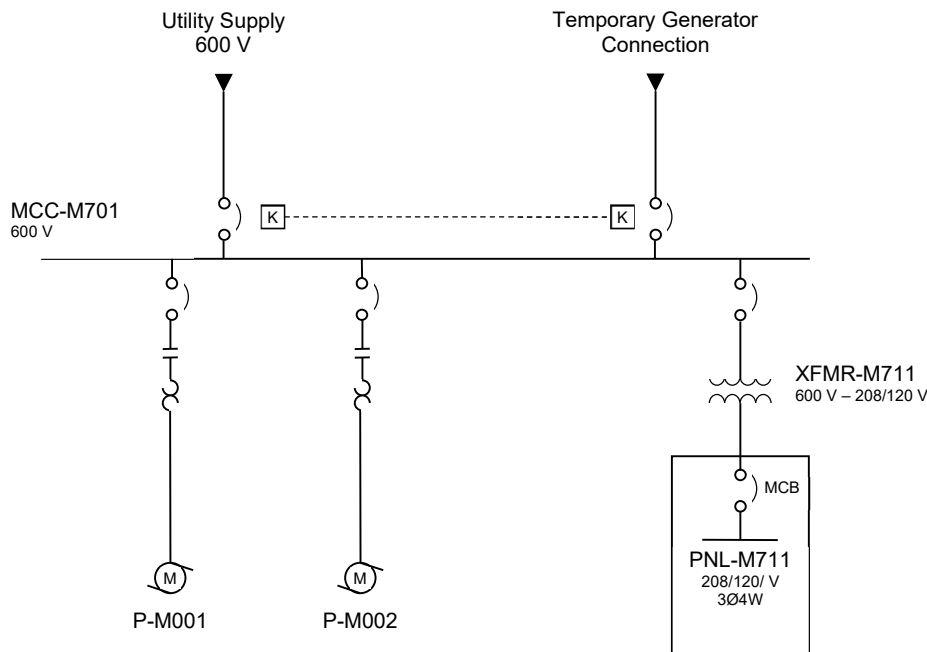 Utility Supply
600 V
Temporary Generator
Connection
MCC-M701
600 V
K
K
XFMR-M711
600 V – 208/120 V
MCB
PNL-M711
208/120/ V
3Ø4W
M
M
P-M001
P-M002